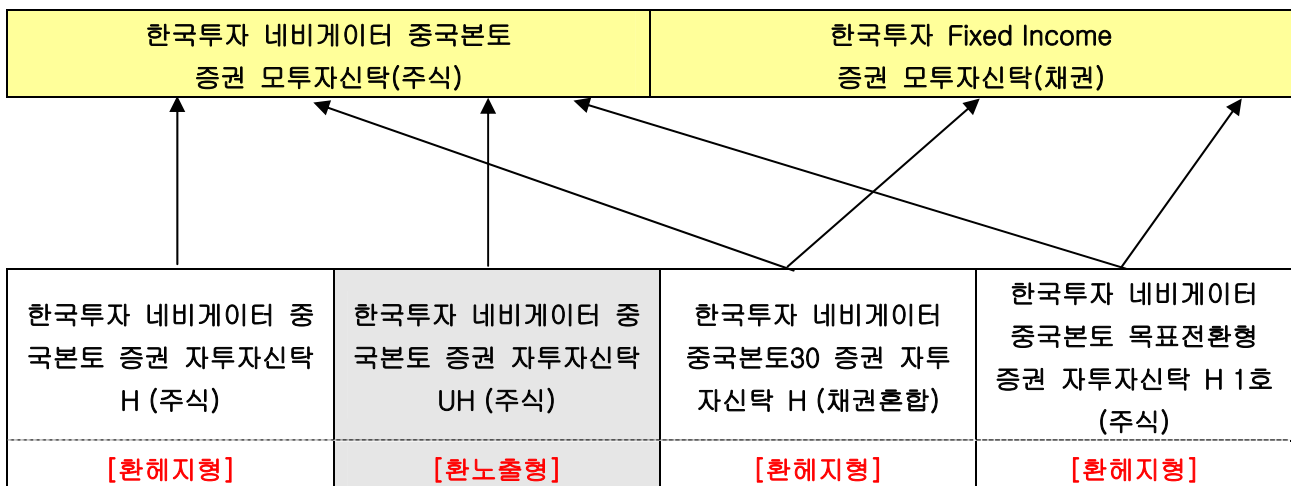 한국투자 네비게이터 중국본토
증권 모투자신탁(주식)
한국투자 Fixed Income
증권 모투자신탁(채권)
한국투자 네비게이터 중
국본토 증권 자투자신탁
H (주식)
한국투자 네비게이터 중
국본토 증권 자투자신탁
UH (주식)
한국투자 네비게이터
중국본토30 증권 자투
자신탁 H (채권혼합)
한국투자 네비게이터
중국본토 목표전환형
증권 자투자신탁 H 1호
(주식)
[환헤지형]
[환노출형]
[환헤지형]
[환헤지형]